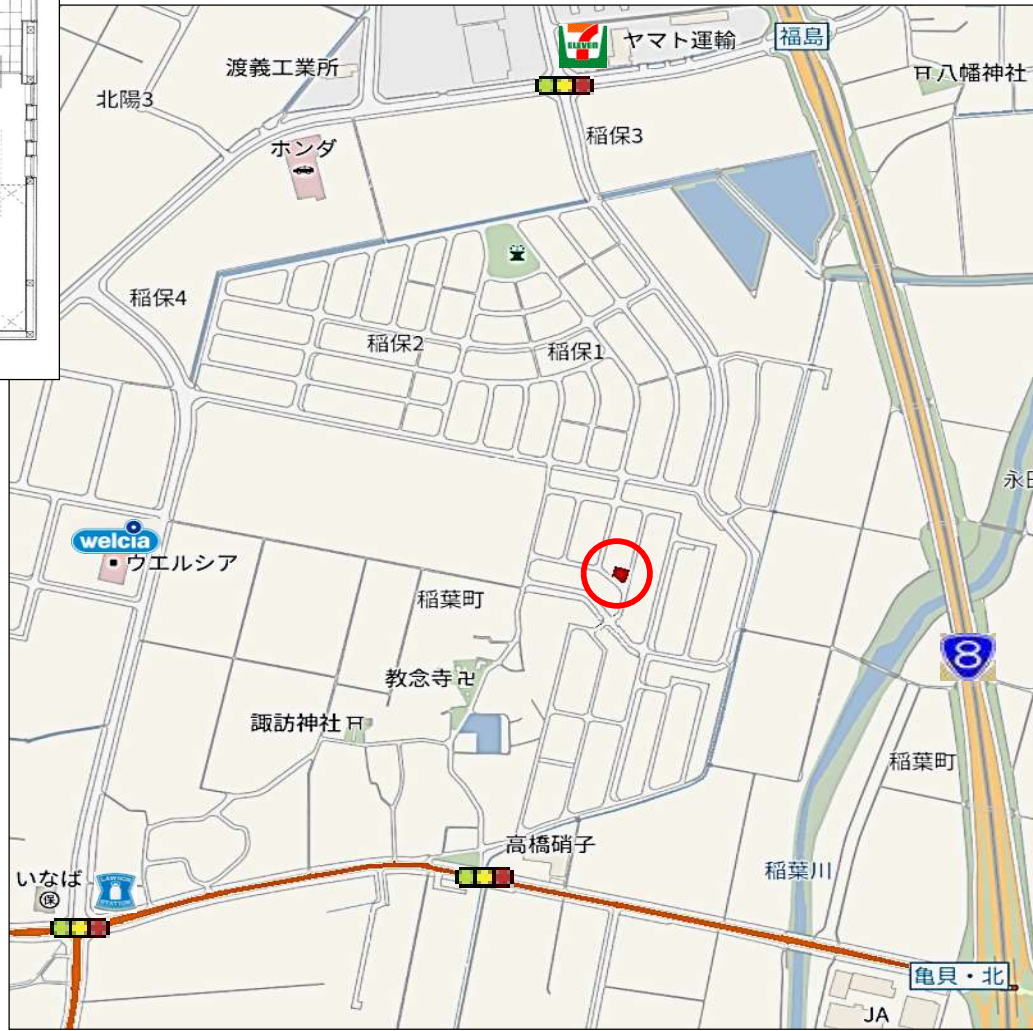 ELEVEN
ヤマト運輸
福島
渡義工業所
八幡神社
北陽3
ホンダ
稲保3
稲保4
稲保2
稲保1
永田
welcia
ウエルシア
稲葉町
8
教念寺
諏訪神社
稲葉町
高橋硝子
稲葉川
いなば
保
LAWSON
STATION
亀貝・北
JA